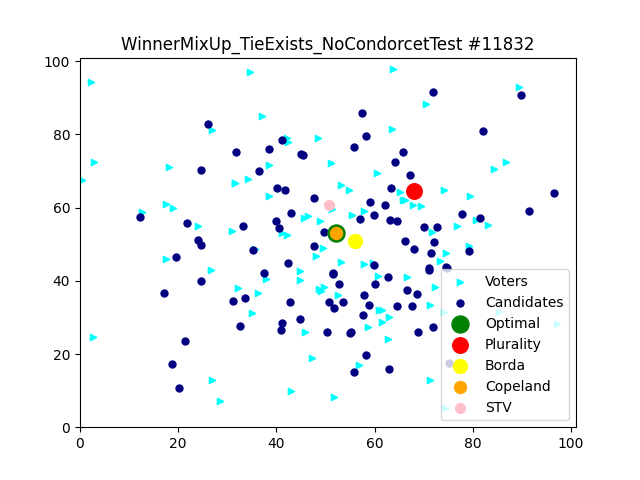 WinnerMixUp_TieExists_NoCondorcetTest #11832
100
80
60
40
20
0
0 20 40 60 80 100
Voters
Candidates
Optimal
Plurality
Borda
Copeland
STV